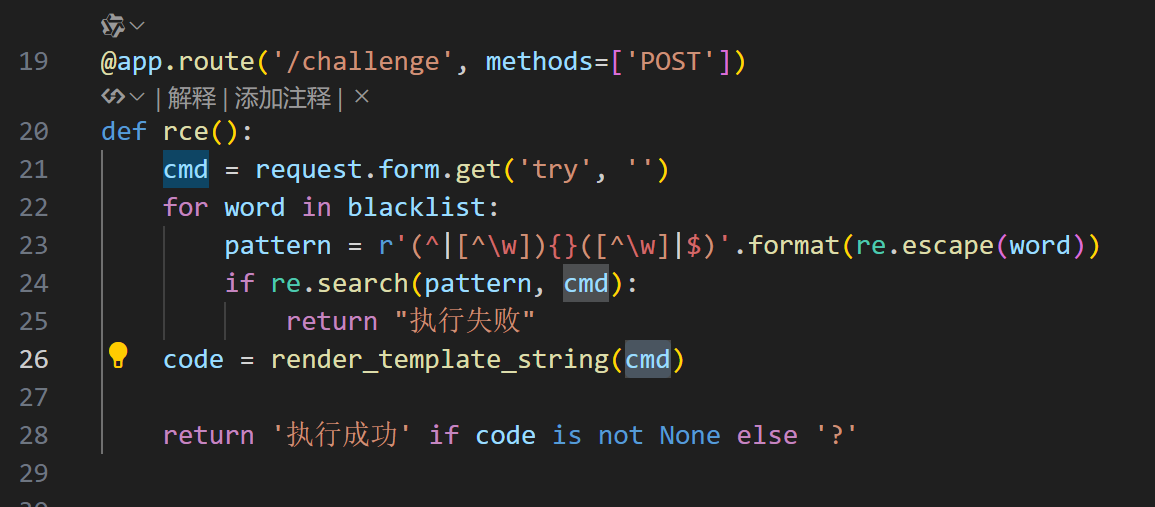 19 @app.route('/challenge', methods=['POST'])
| 解释 | 添加注释 | ×
20 def rce():
21     cmd = request.form.get('try', '')
22     for word in blacklist:
23         pattern = r'(^|[^\w]){}([^\w]|$)'.format(re.escape(word))
24         if re.search(pattern, cmd):
25             return "执行失败"
26     code = render_template_string(cmd)
27
28     return '执行成功' if code is not None else '?'
29